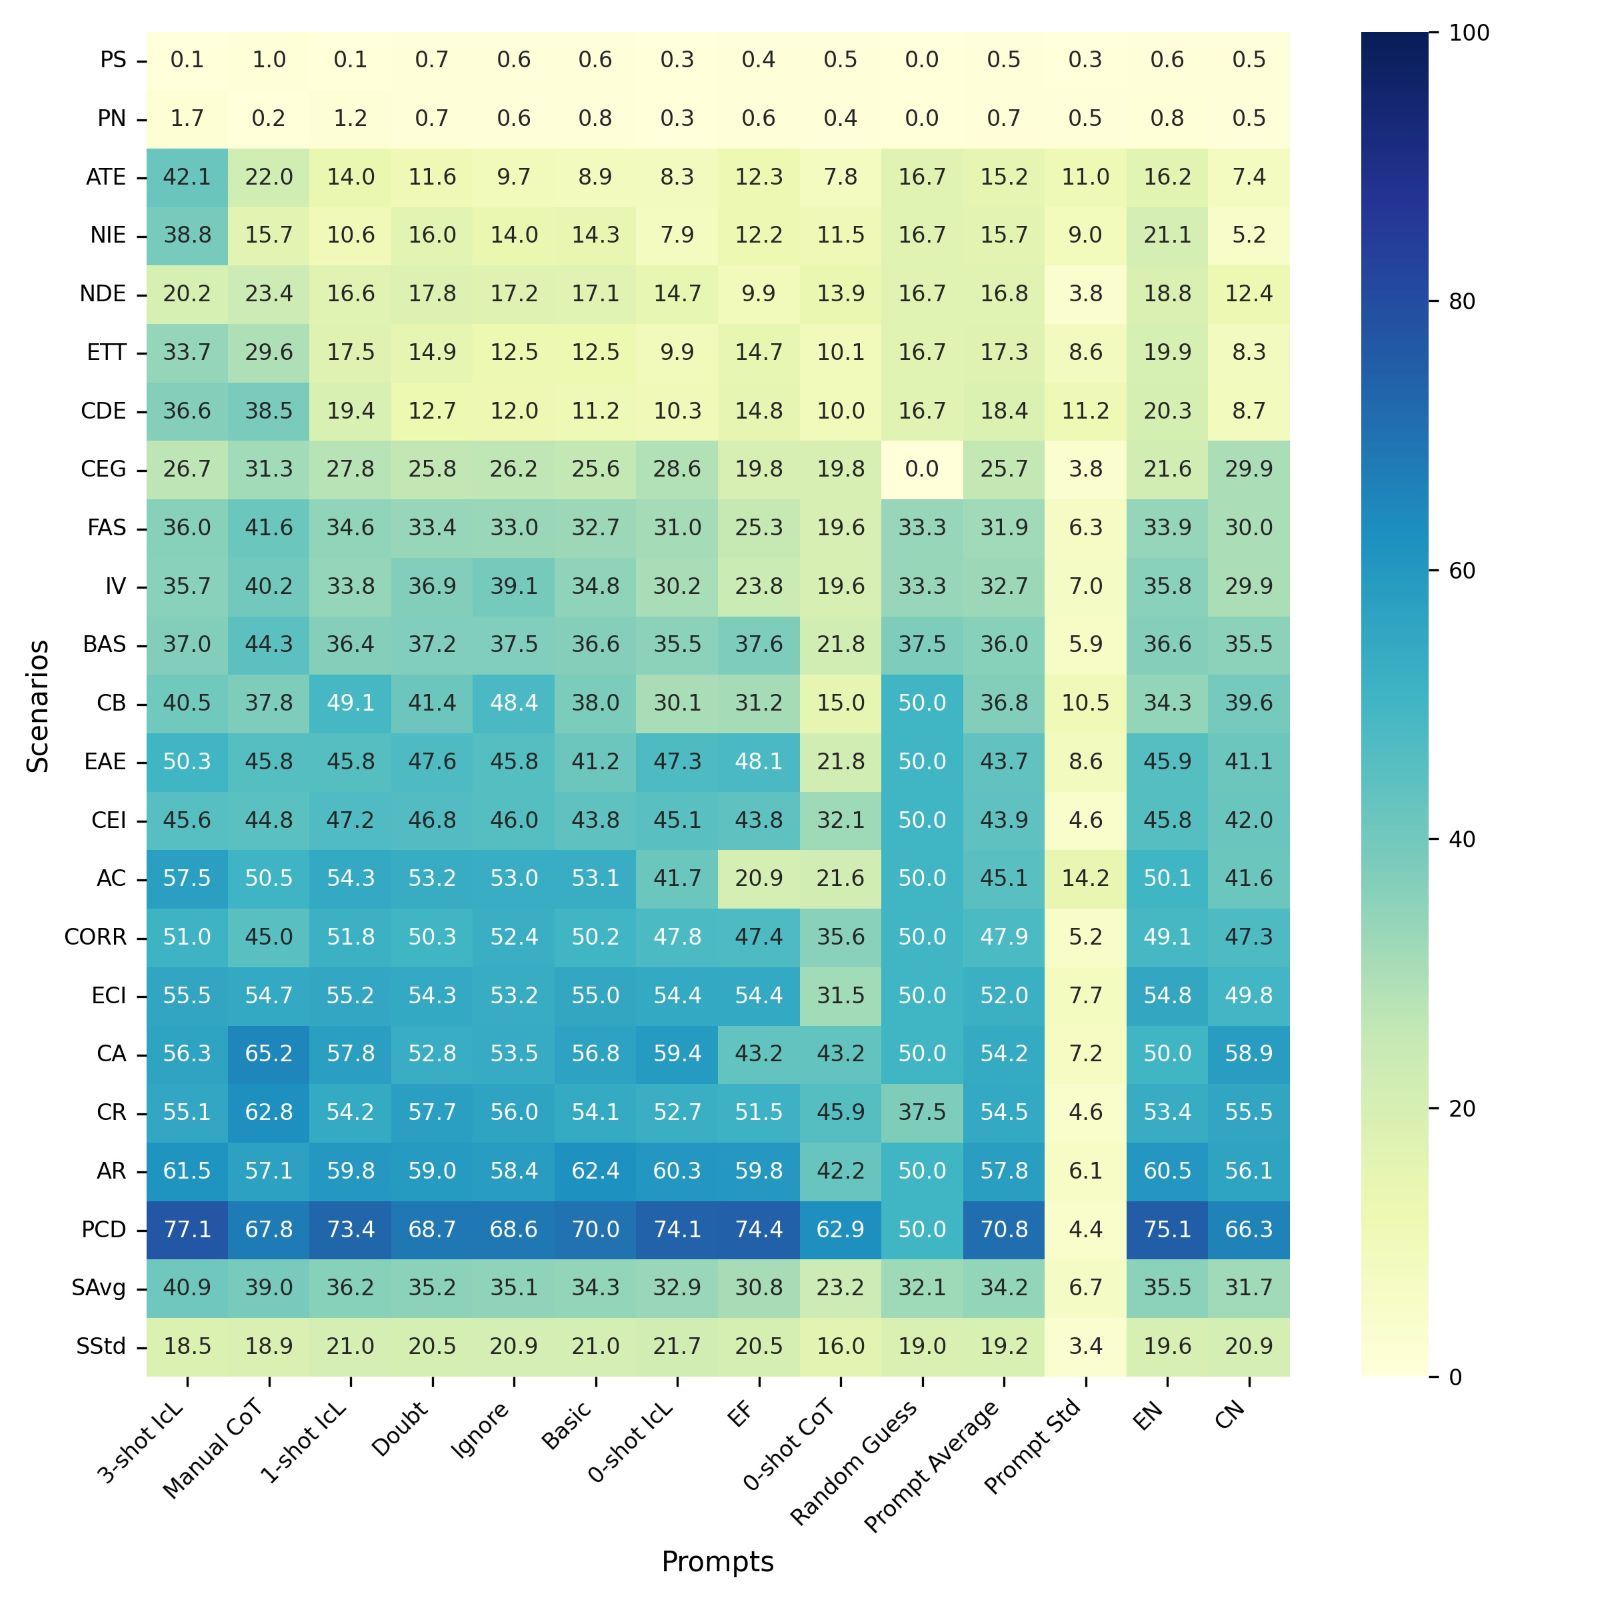 PS 0.1 1.0 0.1 0.7 0.6 0.6 0.3 0.4 0.5 0.0 0.5 0.3 0.6 0.5
PN 1.7 0.2 1.2 0.7 0.6 0.8 0.3 0.6 0.4 0.0 0.7 0.5 0.8 0.5
ATE 42.1 22.0 14.0 11.6 9.7 8.9 8.3 12.3 7.8 16.7 15.2 11.0 16.2 7.4
NIE 38.8 15.7 10.6 16.0 14.0 14.3 7.9 12.2 11.5 16.7 15.7 9.0 21.1 5.2
NDE 20.2 23.4 16.6 17.8 17.2 17.1 14.7 9.9 13.9 16.7 16.8 3.8 18.8 12.4
ETT 33.7 29.6 17.5 14.9 12.5 12.5 9.9 14.7 10.1 16.7 17.3 8.6 19.9 8.3
CDE 36.6 38.5 19.4 12.7 12.0 11.2 10.3 14.8 10.0 16.7 18.4 11.2 20.3 8.7
CEG 26.7 31.3 27.8 25.8 26.2 25.6 28.6 19.8 19.8 0.0 25.7 3.8 21.6 29.9
FAS 36.0 41.6 34.6 33.4 33.0 32.7 31.0 25.3 19.6 33.3 31.9 6.3 33.9 30.0
IV 35.7 40.2 33.8 36.9 39.1 34.8 30.2 23.8 19.6 33.3 32.7 7.0 35.8 29.9
BAS 37.0 44.3 36.4 37.2 37.5 36.6 35.5 37.6 21.8 37.5 36.0 5.9 36.6 35.5
CB 40.5 37.8 49.1 41.4 48.4 38.0 30.1 31.2 15.0 50.0 36.8 10.5 34.3 39.6
EAE 50.3 45.8 45.8 47.6 45.8 41.2 47.3 48.1 21.8 50.0 43.7 8.6 45.9 41.1
CEI 45.6 44.8 47.2 46.8 46.0 43.8 45.1 43.8 32.1 50.0 43.9 4.6 45.8 42.0
AC 57.5 50.5 54.3 53.2 53.0 53.1 41.7 20.9 21.6 50.0 45.1 14.2 50.1 41.6
CORR 51.0 45.0 51.8 50.3 52.4 50.2 47.8 47.4 35.6 50.0 47.9 5.2 49.1 47.3
ECI 55.5 54.7 55.2 54.3 53.2 55.0 54.4 54.4 31.5 50.0 52.0 7.7 54.8 49.8
CA 56.3 65.2 57.8 52.8 53.5 56.8 59.4 43.2 43.2 50.0 54.2 7.2 50.0 58.9
CR 55.1 62.8 54.2 57.7 56.0 54.1 52.7 51.5 45.9 37.5 54.5 4.6 53.4 55.5
AR 61.5 57.1 59.8 59.0 58.4 62.4 60.3 59.8 42.2 50.0 57.8 6.1 60.5 56.1
PCD 77.1 67.8 73.4 68.7 68.6 70.0 74.1 74.4 62.9 50.0 70.8 4.4 75.1 66.3
SAvg 40.9 39.0 36.2 35.2 35.1 34.3 32.9 30.8 23.2 32.1 34.2 6.7 35.5 31.7
SStd 18.5 18.9 21.0 20.5 20.9 21.0 21.7 20.5 16.0 19.0 19.2 3.4 19.6 20.9
3-shot IcL
Manual CoT
1-shot IcL
Doubt
Ignore
Basic
0-shot IcL
EF
0-shot CoT
Random Guess
Prompt Average
Prompt Std
EN
CN
Prompts
Scenarios
100
80
60
40
20
0